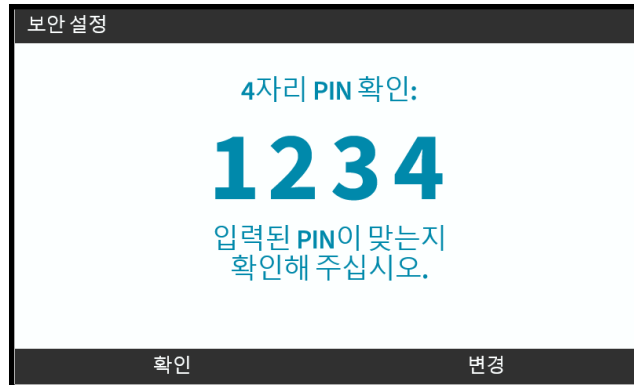 보안 설정
4자리 PIN 확인:
1234
입력된 PIN이 맞는지
확인해 주십시오.
확인 변경